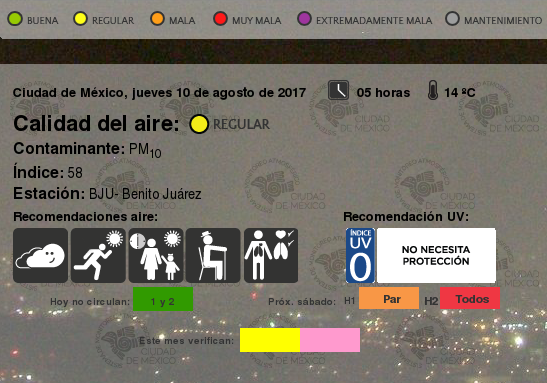 BUENA REGULAR MALA MUY MALA EXTREMADAMENTE MALA MANTENIMIENTO
Ciudad de México, jueves 10 de agosto de 2017 05 horas 14 ºC
Calidad del aire: REGULAR
Contaminante: PM10
Índice: 58
Estación: BJU- Benito Juárez
Recomendaciones aire: Recomendación UV:
ÍNDICE
UV
0
NO NECESITA
PROTECCIÓN
Hoy no circulan: 1 y 2 Próx. sábado: H1 Par H2 Todos
Este mes verifican:
CIUDAD
DE MÉXICO